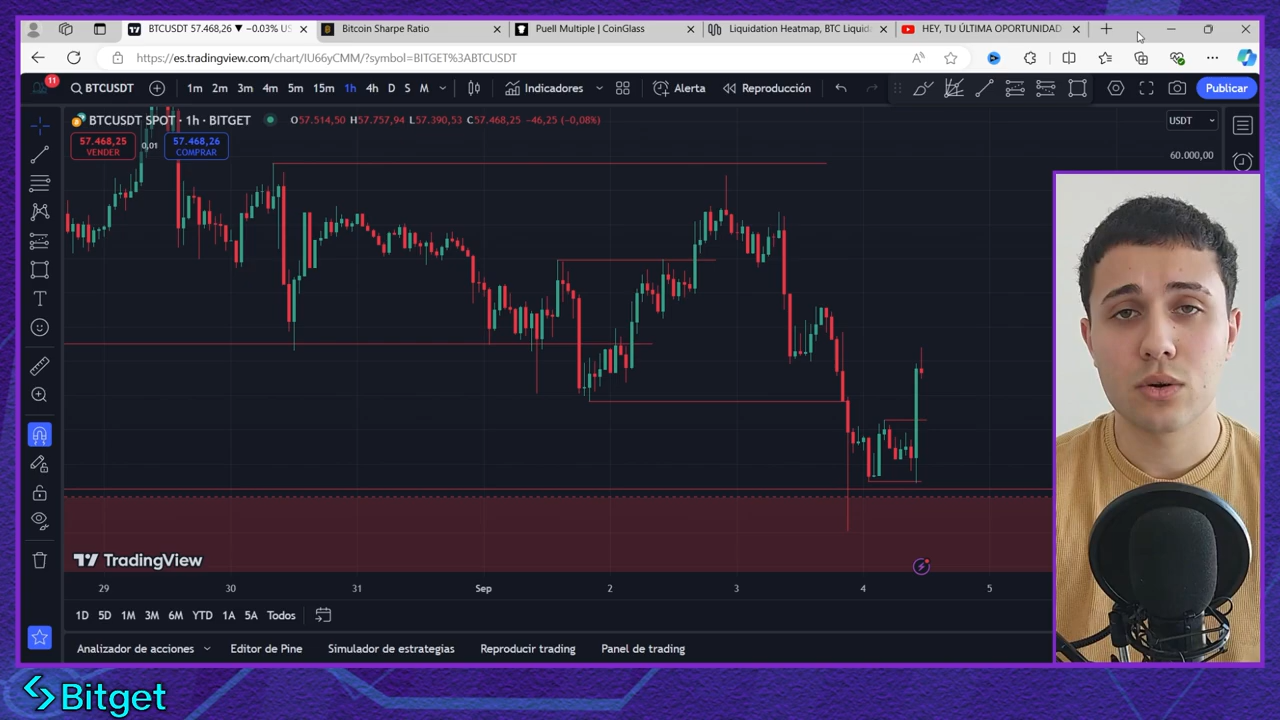 BTCUSDT 57.468,26 ▼ −0.03% US
Bitcoin Sharpe Ratio
Puell Multiple | CoinGlass
Liquidation Heatmap, BTC Liquid
HEY, TU ÚLTIMA OPORTUNIDAD
https://es.tradingview.com/chart/IU66yCMM/?symbol=BITGET%3ABTCUSDT
11
BTCUSDT
1m 2m 3m 4m 5m 15m 1h 4h D S M
Indicadores
Alerta
Reproducción
Publicar
BTCUSDT SPOT · 1h · BITGET
O57.514,50 H57.757,94 L57.390,53 C57.468,25 −46,25 (−0,08%)
USDT
57.468,25
VENDER
0,01
57.468,26
COMPRAR
60.000,00
TradingView
29 30 31 Sep 2 3 4 5
1D 5D 1M 3M 6M YTD 1A 5A Todos
Analizador de acciones
Editor de Pine
Simulador de estrategias
Reproducir trading
Panel de trading
Bitget